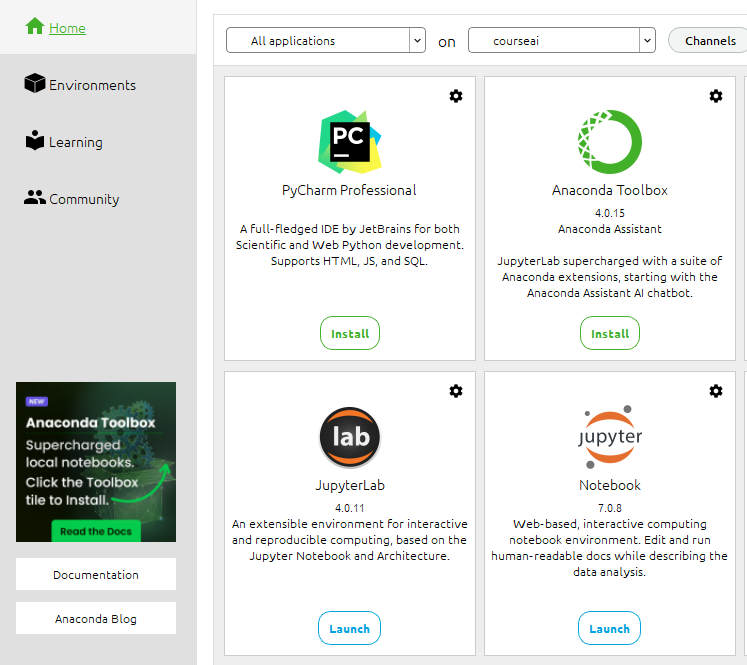 Home
Environments
Learning
Community
NEW
Anaconda Toolbox
Supercharged
local notebooks.
Click the Toolbox
tile to Install.
Read the Docs
Documentation
Anaconda Blog
All applications
on
courseai
Channels
PC
PyCharm Professional
A full-fledged IDE by JetBrains for both
Scientific and Web Python development.
Supports HTML, JS, and SQL.
Install
Anaconda Toolbox
4.0.15
Anaconda Assistant
JupyterLab supercharged with a suite of
Anaconda extensions, starting with the
Anaconda Assistant AI chatbot.
Install
lab
JupyterLab
4.0.11
An extensible environment for interactive
and reproducible computing, based on the
Jupyter Notebook and Architecture.
Launch
jupyter
Notebook
7.0.8
Web-based, interactive computing
notebook environment. Edit and run
human-readable docs while describing the
data analysis.
Launch